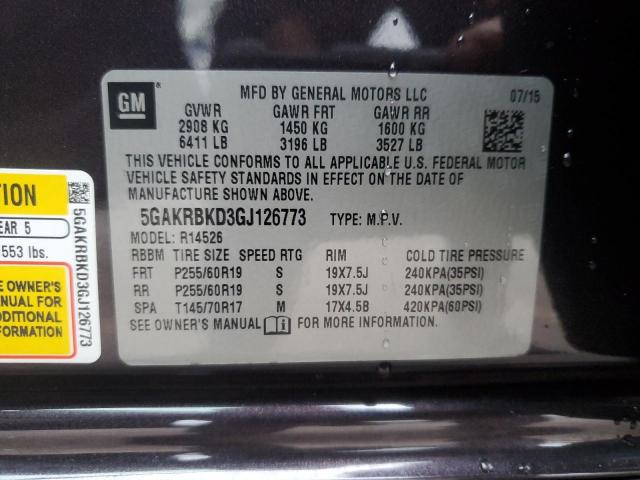 GM
MFD BY GENERAL MOTORS LLC
07/15
GVWR GAWR FRT GAWR RR
2908 KG 1450 KG 1600 KG
6411 LB 3196 LB 3527 LB
THIS VEHICLE CONFORMS TO ALL APPLICABLE U.S. FEDERAL MOTOR
VEHICLE SAFETY STANDARDS IN EFFECT ON THE DATE OF
MANUFACTURE SHOWN ABOVE.
5GAKRBKD3GJ126773 TYPE: M.P.V.
MODEL: R14526
RBBM TIRE SIZE SPEED RTG RIM COLD TIRE PRESSURE
FRT P255/60R19 S 19X7.5J 240KPA(35PSI)
RR P255/60R19 S 19X7.5J 240KPA(35PSI)
SPA T145/70R17 M 17X4.5B 420KPA(60PSI)
SEE OWNER'S MANUAL FOR MORE INFORMATION.
TION
EAR 5
553 lbs.
E OWNER'S
ANUAL FOR
DDITIONAL
ORMATION
5GAKRBKD3GJ126773